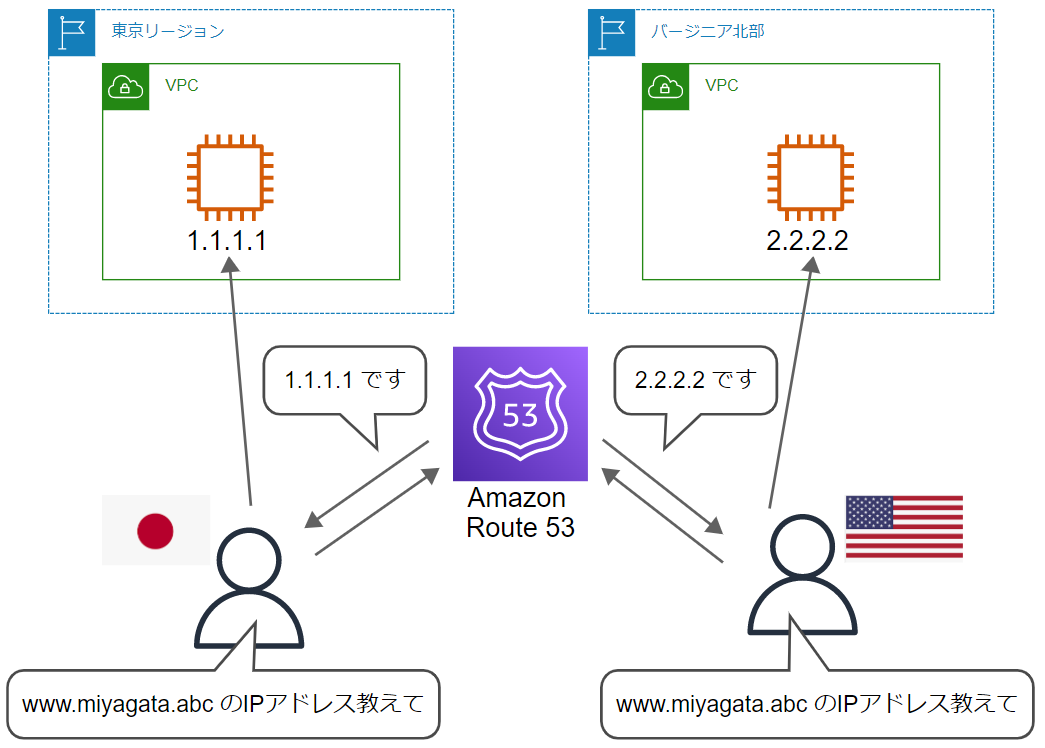 東京リージョン
バージニア北部
VPC
VPC
1.1.1.1
2.2.2.2
1.1.1.1 です
2.2.2.2 です
53
Amazon
Route 53
www.miyagata.abc のIPアドレス教えて
www.miyagata.abc のIPアドレス教えて